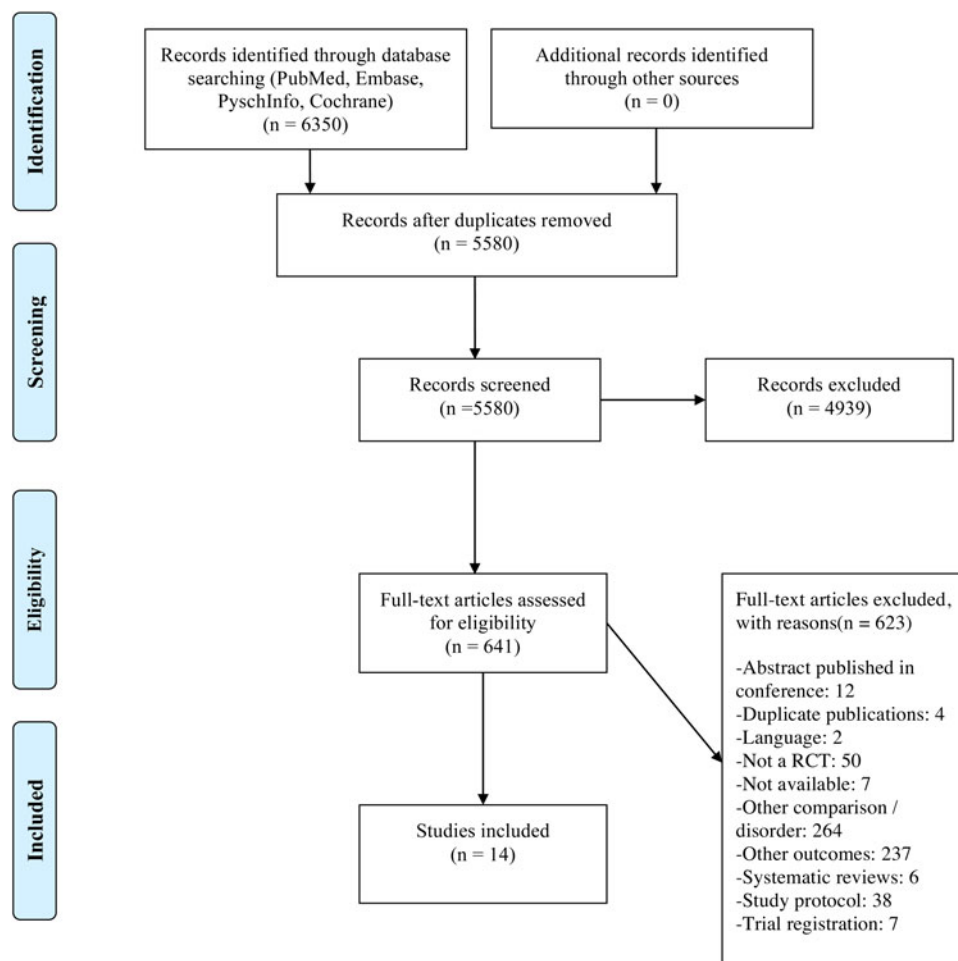 Identification
Records identified through database
searching (PubMed, Embase,
PyschInfo, Cochrane)
(n = 6350)
Additional records identified
through other sources
(n = 0)
Records after duplicates removed
(n = 5580)
Screening
Records screened
(n =5580)
Records excluded
(n = 4939)
Eligibility
Full-text articles assessed
for eligibility
(n = 641)
Full-text articles excluded,
with reasons(n = 623)
-Abstract published in
conference: 12
-Duplicate publications: 4
-Language: 2
-Not a RCT: 50
-Not available: 7
-Other comparison /
disorder: 264
-Other outcomes: 237
-Systematic reviews: 6
-Study protocol: 38
-Trial registration: 7
Included
Studies included
(n = 14)